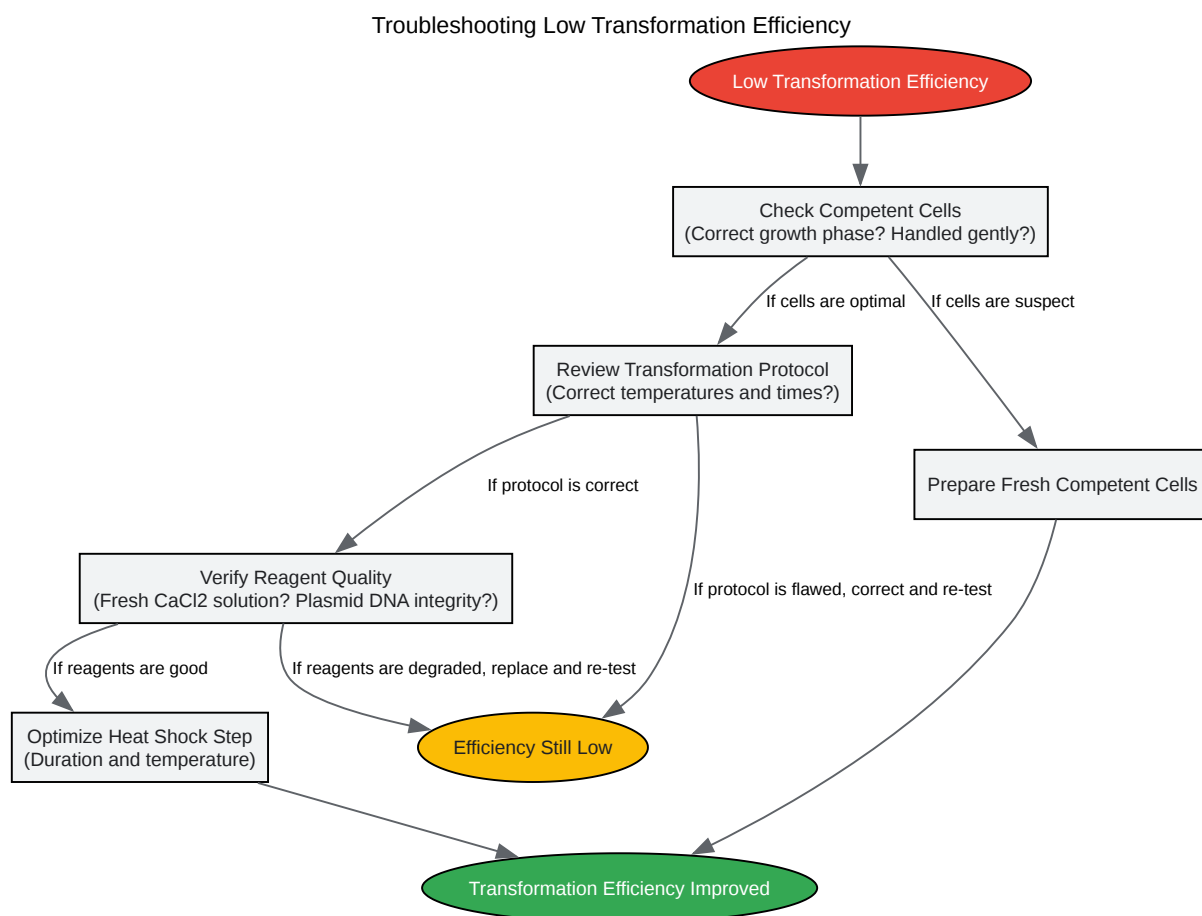 Troubleshooting Low Transformation Efficiency
Low Transformation Efficiency
Check Competent Cells
(Correct growth phase? Handled gently?)
If cells are optimal
If cells are suspect
Review Transformation Protocol
(Correct temperatures and times?)
Prepare Fresh Competent Cells
If protocol is correct
Verify Reagent Quality
(Fresh CaCl2 solution? Plasmid DNA integrity?)
If protocol is flawed, correct and re-test
If reagents are good
If reagents are degraded, replace and re-test
Optimize Heat Shock Step
(Duration and temperature)
Efficiency Still Low
Transformation Efficiency Improved